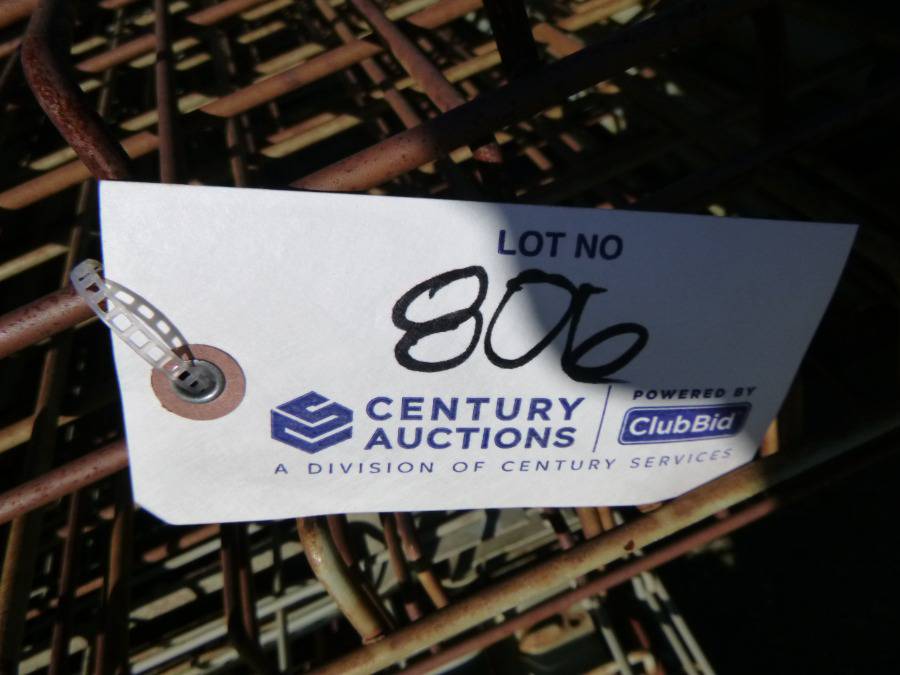 LOT NO
806
CENTURY AUCTIONS
POWERED BY
ClubBid
A DIVISION OF CENTURY SERVICES